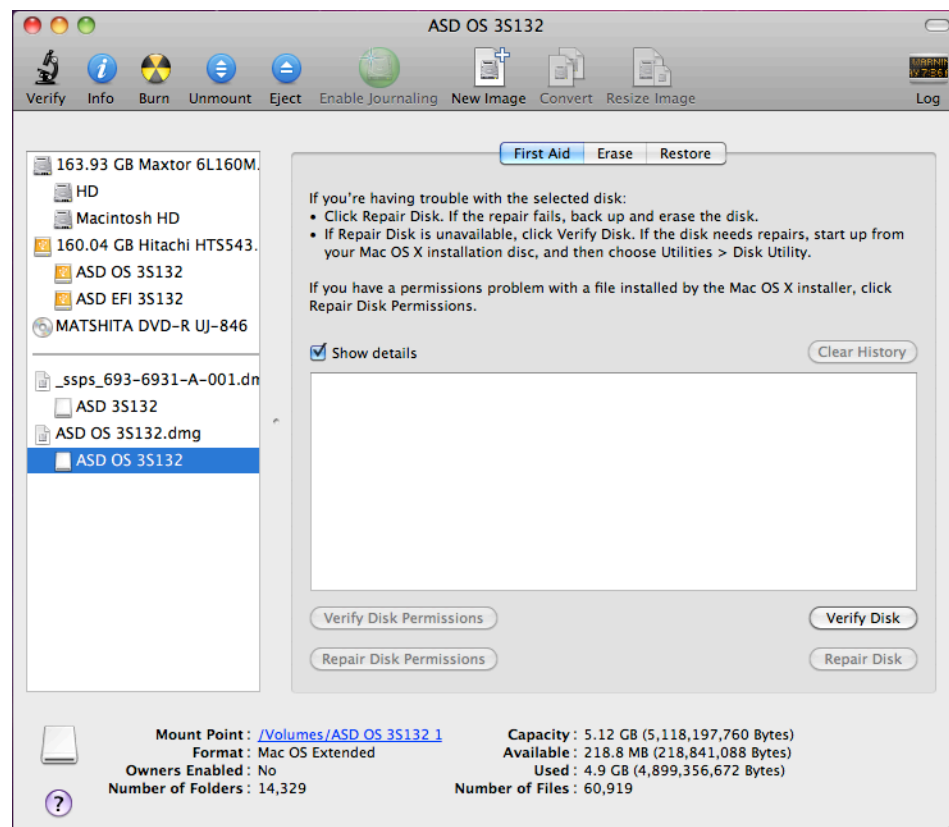 ASD OS 3S132
Verify Info Burn Unmount Eject Enable Journaling New Image Convert Resize Image Log
First Aid Erase Restore
163.93 GB Maxtor 6L160M.
HD
Macintosh HD
160.04 GB Hitachi HTS543.
ASD OS 3S132
ASD EFI 3S132
MATSHITA DVD-R UJ-846
_ssps_693-6931-A-001.dm
ASD 3S132
ASD OS 3S132.dmg
ASD OS 3S132
If you're having trouble with the selected disk:
• Click Repair Disk. If the repair fails, back up and erase the disk.
• If Repair Disk is unavailable, click Verify Disk. If the disk needs repairs, start up from
your Mac OS X installation disc, and then choose Utilities > Disk Utility.
If you have a permissions problem with a file installed by the Mac OS X installer, click
Repair Disk Permissions.
Show details Clear History
Verify Disk Permissions Verify Disk
Repair Disk Permissions Repair Disk
Mount Point : /Volumes/ASD OS 3S132 1
Format : Mac OS Extended
Owners Enabled : No
Number of Folders : 14,329
Capacity : 5.12 GB (5,118,197,760 Bytes)
Available : 218.8 MB (218,841,088 Bytes)
Used : 4.9 GB (4,899,356,672 Bytes)
Number of Files : 60,919
?